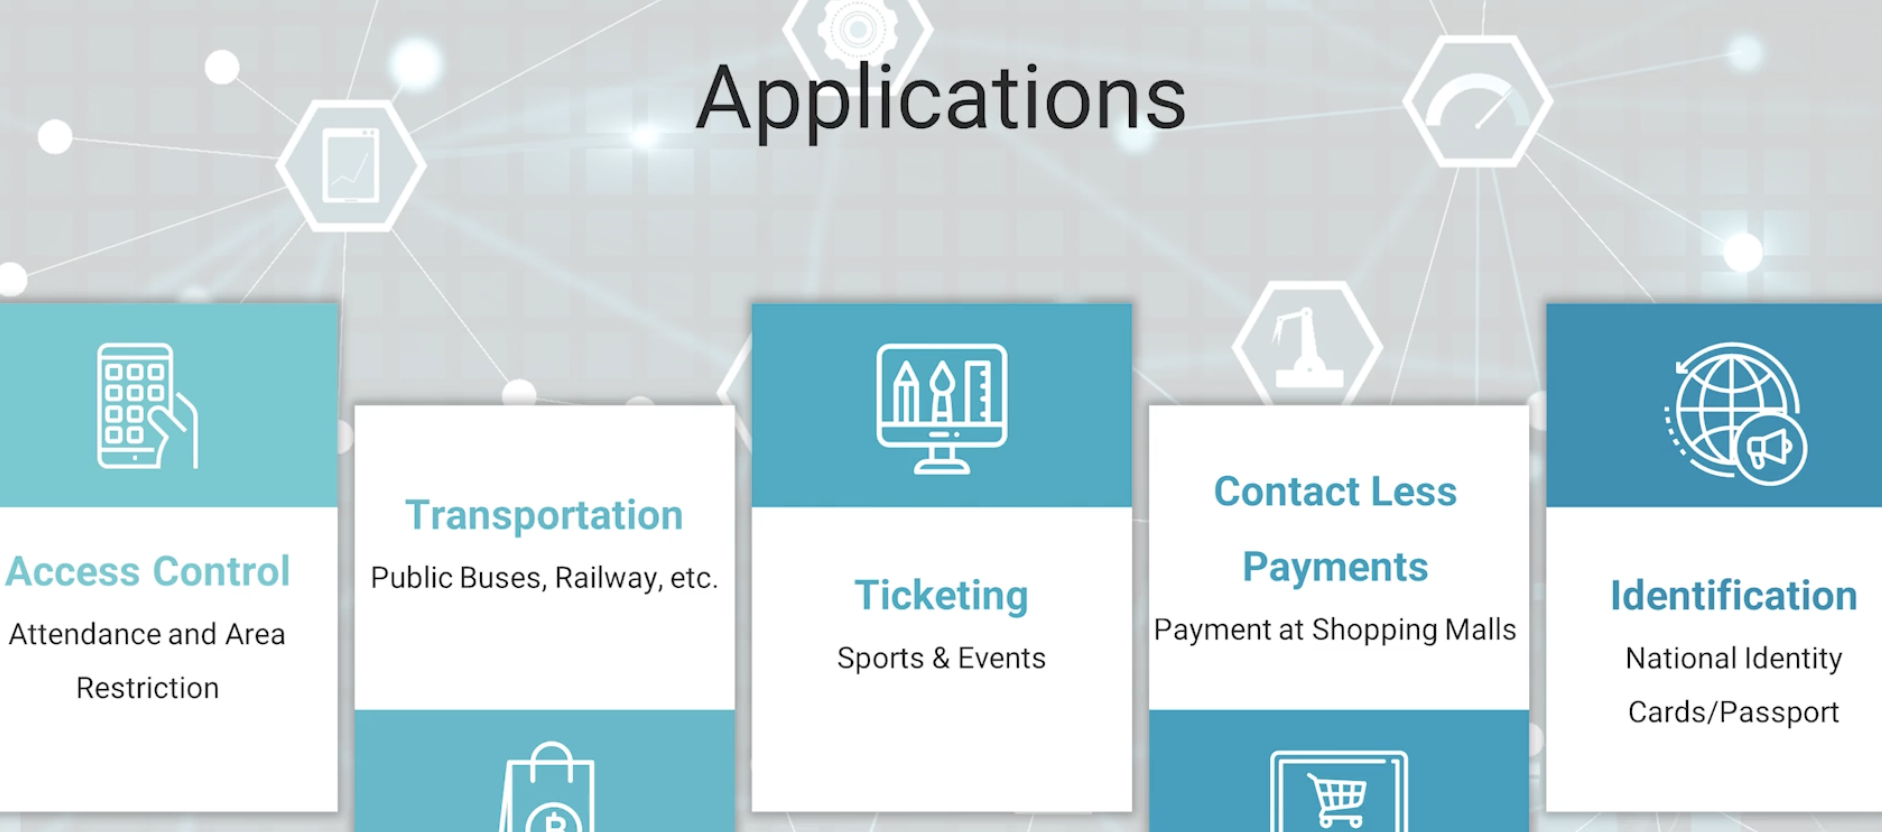 Applications
Access Control
Attendance and Area
Restriction
Transportation
Public Buses, Railway, etc.
Ticketing
Sports & Events
Contact Less
Payments
Payment at Shopping Malls
Identification
National Identity
Cards/Passport